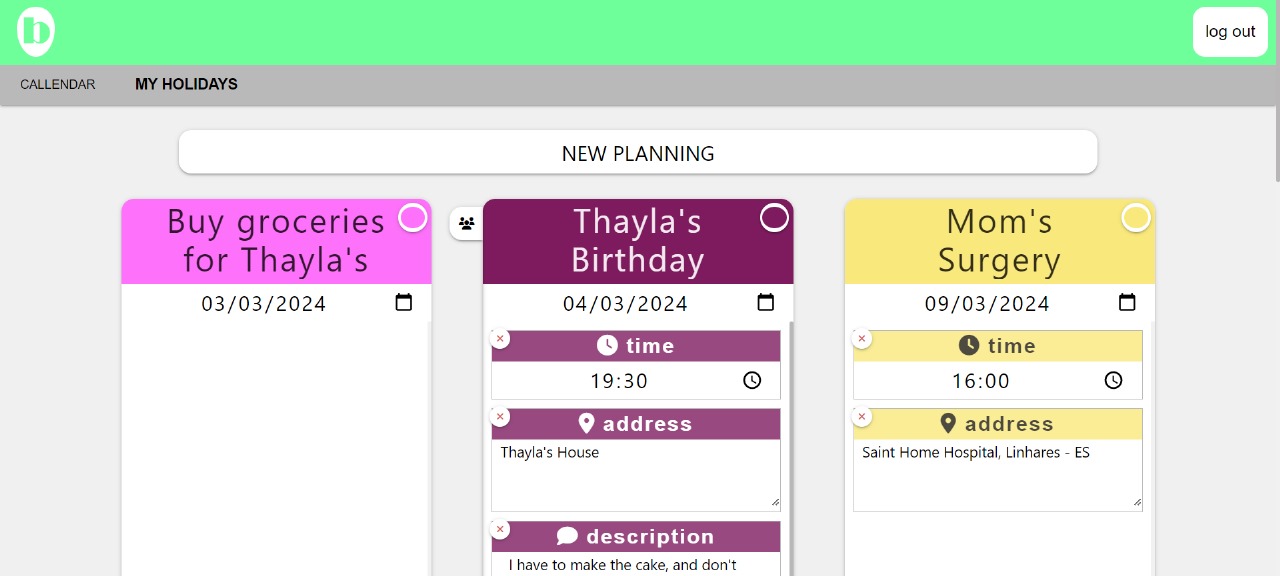 b
log out
CALLENDAR
MY HOLIDAYS
NEW PLANNING
Buy groceries
for Thayla's
03/03/2024
Thayla's
Birthday
04/03/2024
time
19:30
address
Thayla's House
description
I have to make the cake, and don't
Mom's
Surgery
09/03/2024
time
16:00
address
Saint Home Hospital, Linhares - ES